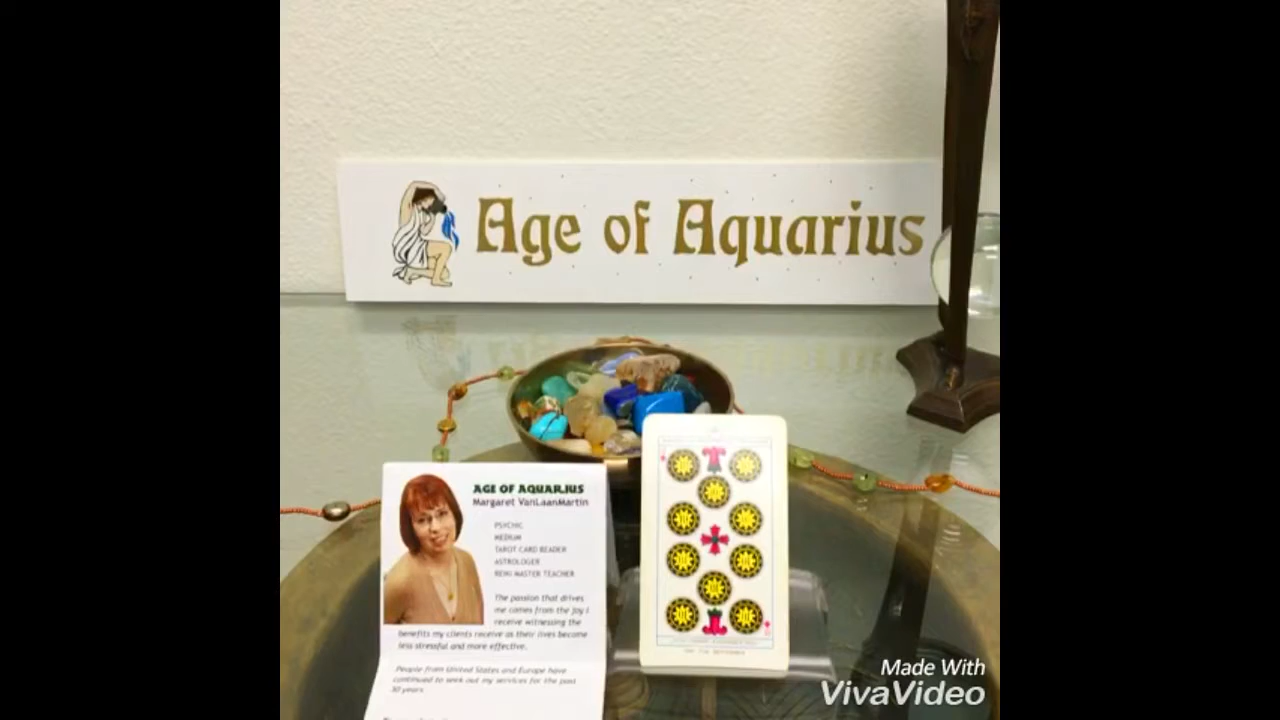 Age of Aquarius
AGE OF AQUARIUS
Margaret VanLaanMartin
PSYCHIC
MEDIUM
TAROT CARD READER
ASTROLOGER
REIKI MASTER TEACHER
The passion that drives
me comes from the joy I
receive witnessing the
benefits my clients receive as their lives become
less stressful and more effective.
People from United States and Europe have
continued to seek out my services for the past
30 years.
Made With
VivaVideo